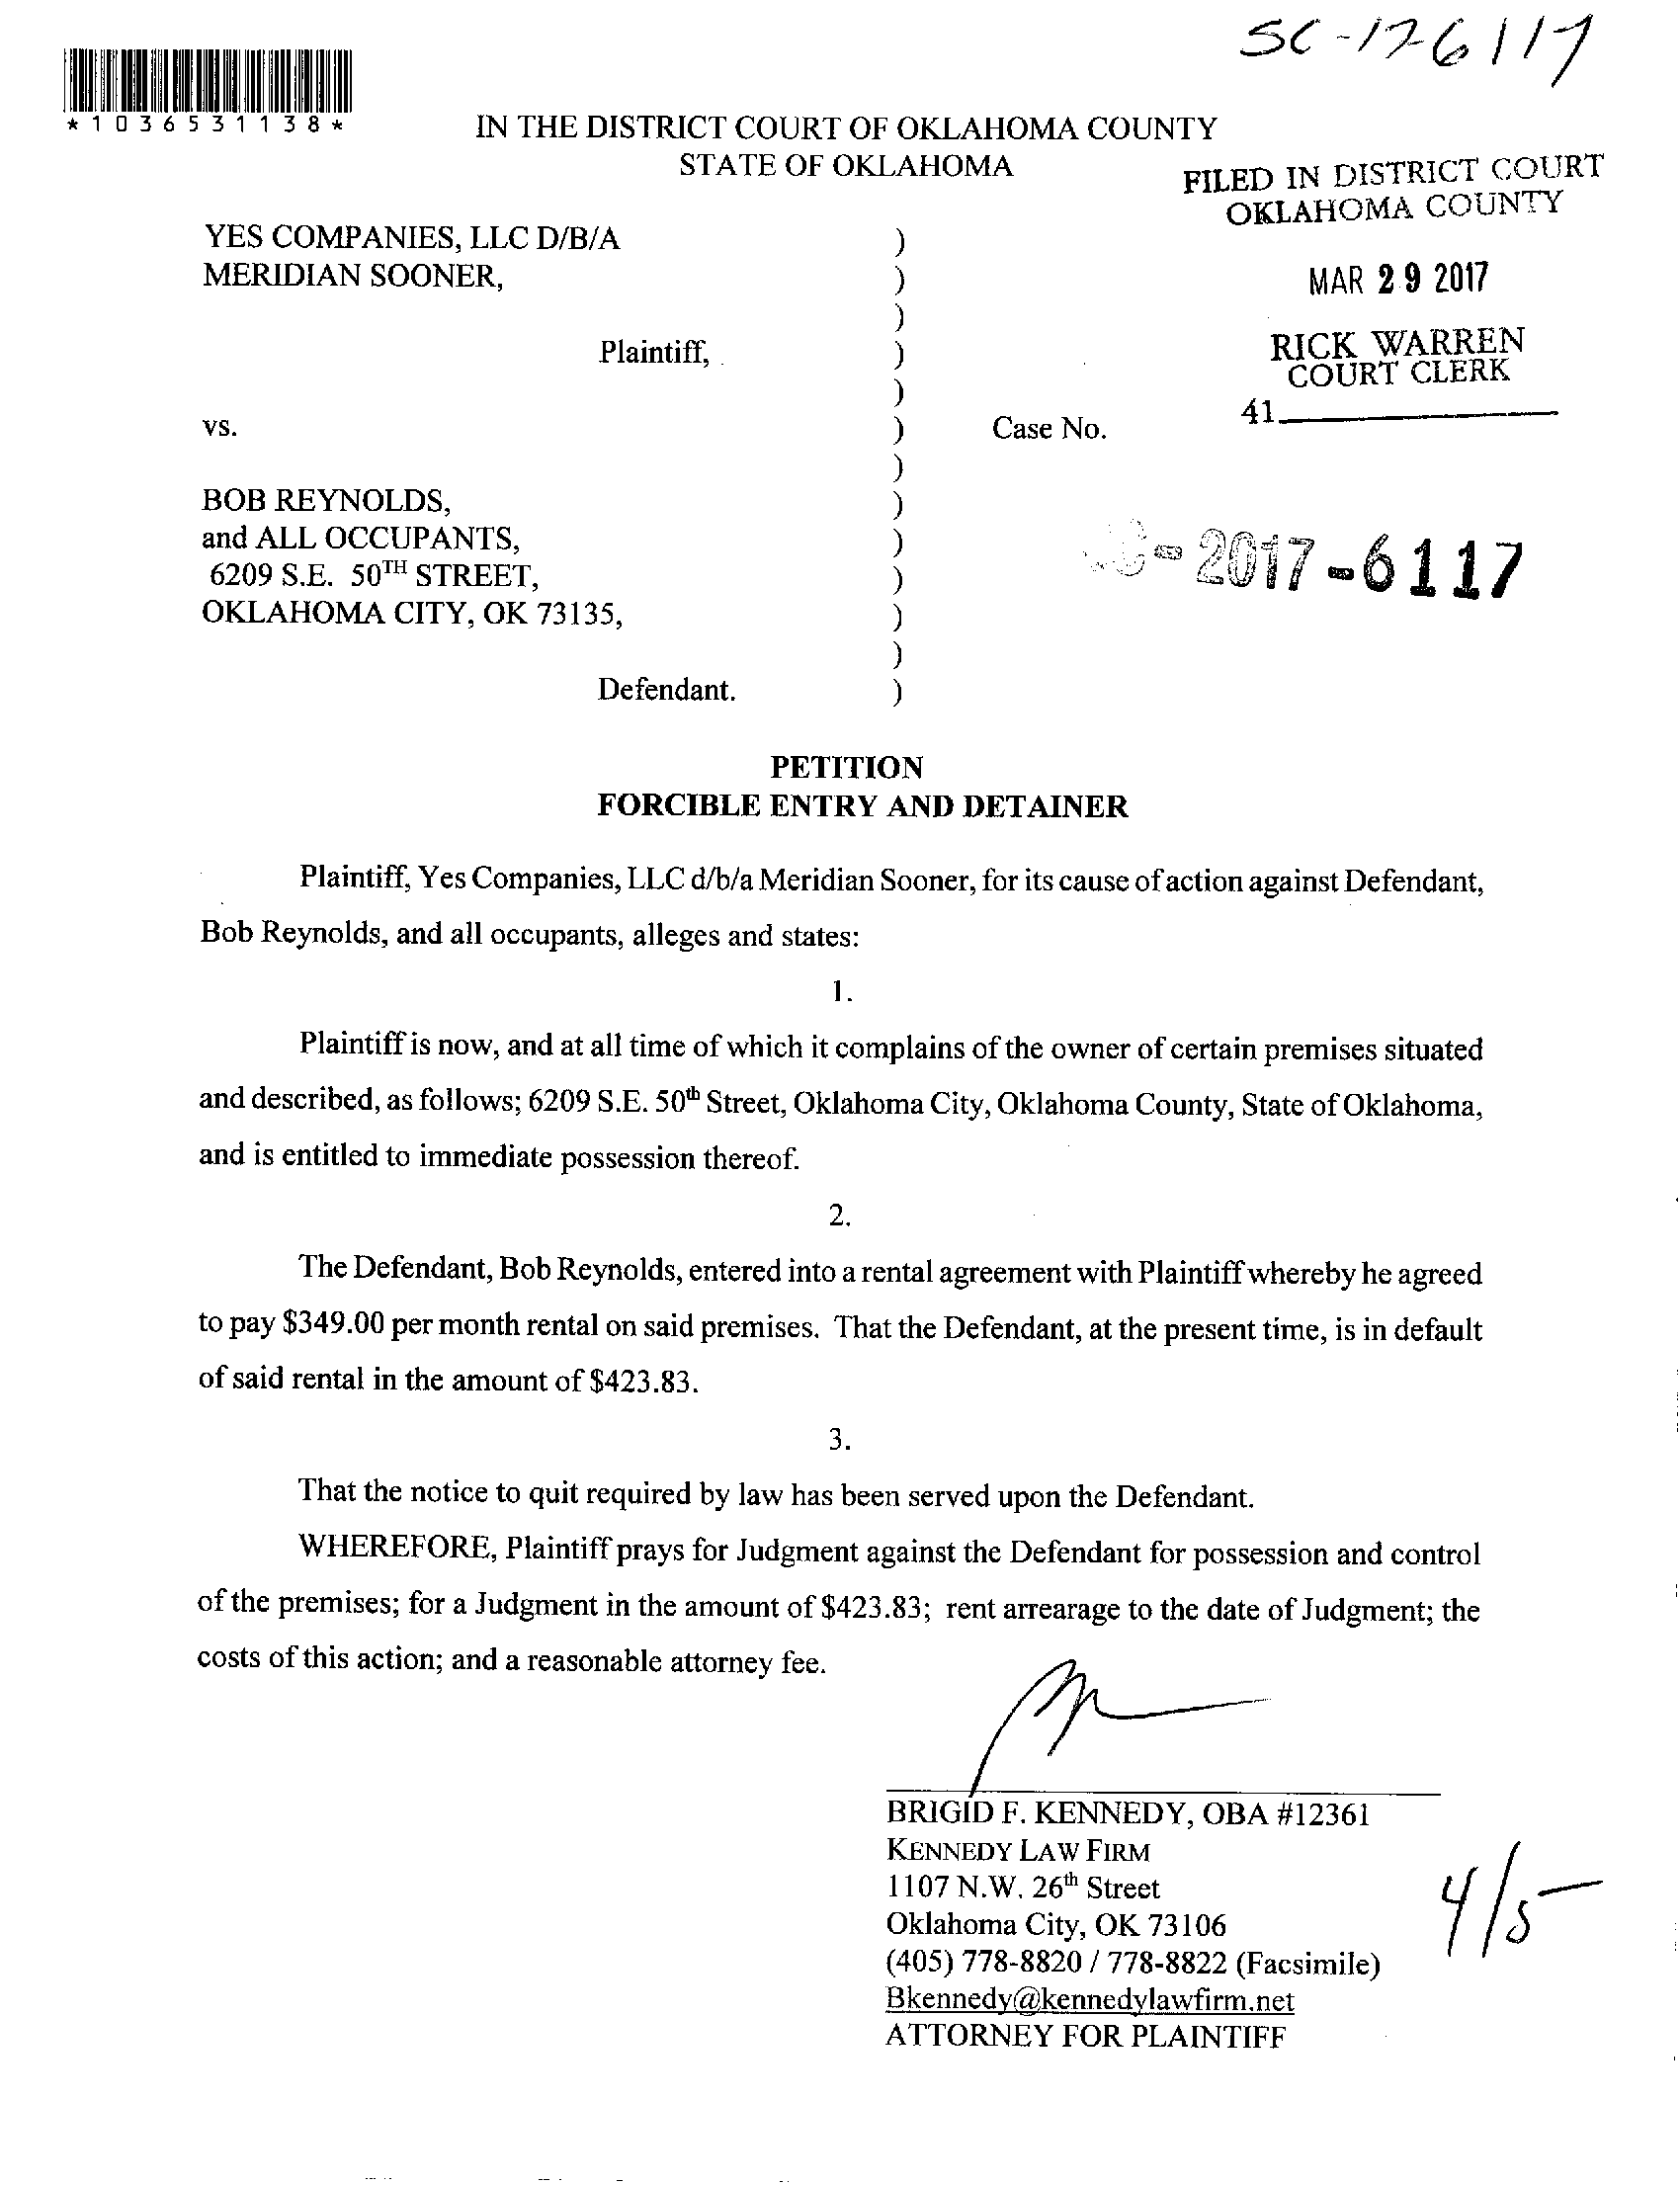 SC-176117
*1036531138*
IN THE DISTRICT COURT OF OKLAHOMA COUNTY
STATE OF OKLAHOMA
FILED IN DISTRICT COURT
OKLAHOMA COUNTY
MAR 29 2017
RICK WARREN
COURT CLERK
41
YES COMPANIES, LLC D/B/A )
MERIDIAN SOONER, )
)
Plaintiff, )
)
vs. ) Case No.
)
BOB REYNOLDS, )
and ALL OCCUPANTS, )
6209 S.E. 50TH STREET, )
OKLAHOMA CITY, OK 73135, )
)
Defendant. )
-2017-6117
PETITION
FORCIBLE ENTRY AND DETAINER
Plaintiff, Yes Companies, LLC d/b/a Meridian Sooner, for its cause of action against Defendant,
Bob Reynolds, and all occupants, alleges and states:
1.
Plaintiff is now, and at all time of which it complains of the owner of certain premises situated
and described, as follows; 6209 S.E. 50th Street, Oklahoma City, Oklahoma County, State of Oklahoma,
and is entitled to immediate possession thereof.
2.
The Defendant, Bob Reynolds, entered into a rental agreement with Plaintiff whereby he agreed
to pay $349.00 per month rental on said premises. That the Defendant, at the present time, is in default
of said rental in the amount of $423.83.
3.
That the notice to quit required by law has been served upon the Defendant.
WHEREFORE, Plaintiff prays for Judgment against the Defendant for possession and control
of the premises; for a Judgment in the amount of $423.83; rent arrearage to the date of Judgment; the
costs of this action; and a reasonable attorney fee.
BRIGID F. KENNEDY, OBA #12361
KENNEDY LAW FIRM
1107 N.W. 26th Street
Oklahoma City, OK 73106
(405) 778-8820 / 778-8822 (Facsimile)
Bkennedy@kennedylawfirm.net
ATTORNEY FOR PLAINTIFF
4/5